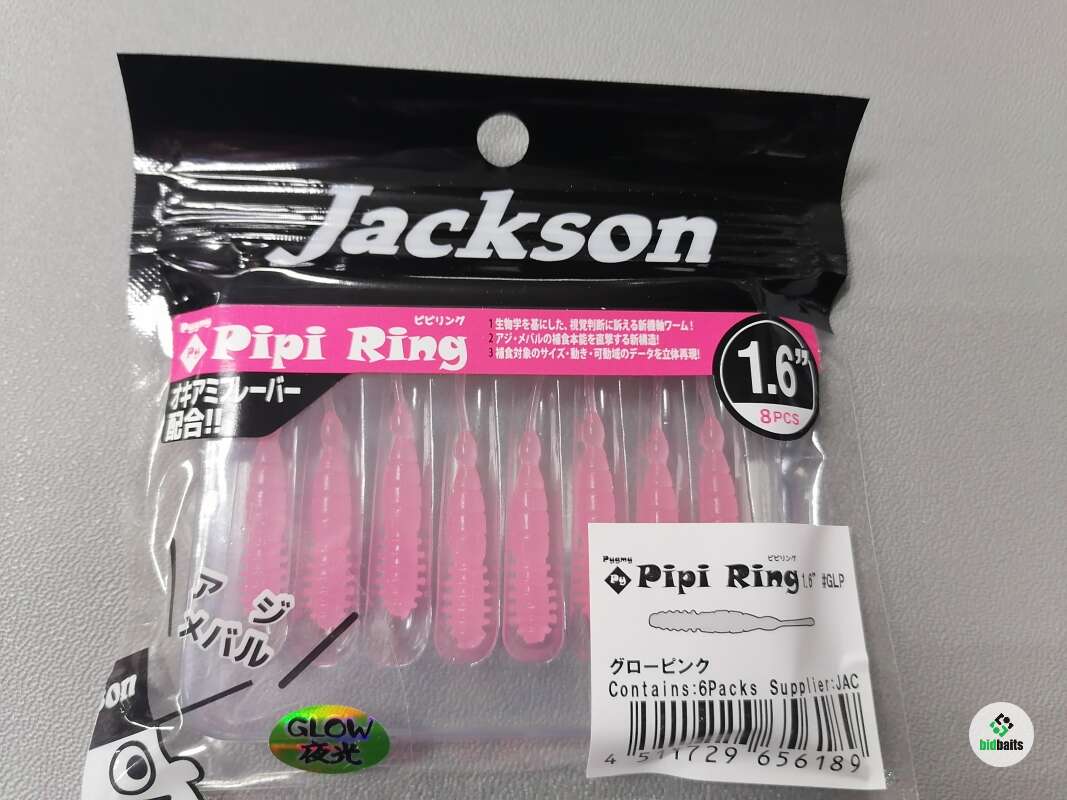 Jackson
ピピリング
Pygmy
Py
Pipi Ring
1 生物学を基にした、視覚判断に訴える新機軸ワーム!
2 アジ・メバルの捕食本能を直撃する新構造!
3 捕食対象のサイズ・動き・可動域のデータを立体再現!
1.6”
8PCS
オキアミフレーバー
配合!!
アジ
メバル
son
GLOW
夜光
Pygmy
ピピリング
Py
Pipi Ring 1.6” #GLP
グローピンク
Contains:6Packs Supplier:JAC
4 511729 656189
bidbaits